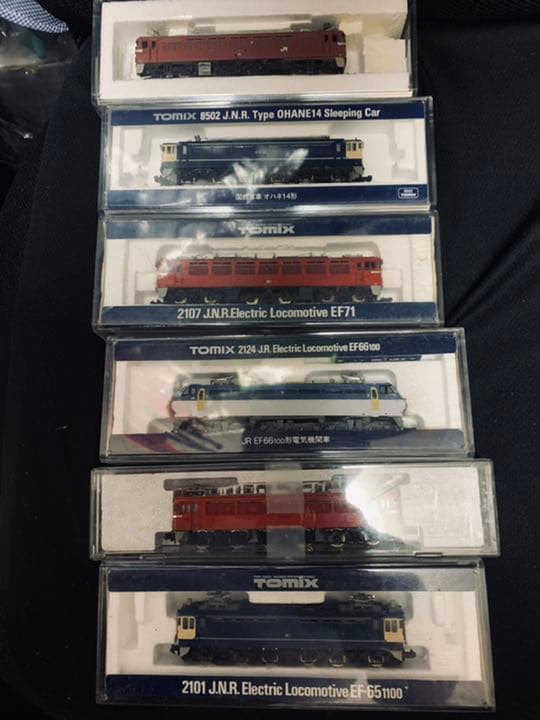 JR
TOMIX 8502 J.N.R. Type OHANE14 Sleeping Car
国鉄客車 オハネ14形
TOMIX
2107 J.N.R.Electric Locomotive EF71
TOMIX 2124 J.R. Electric Locomotive EF66100
JR EF66100形電気機関車
TOMIX
2101 J.N.R. Electric Locomotive EF-651100